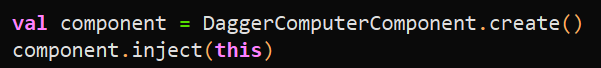 val component = DaggerComputerComponent.create()
component.inject(this)